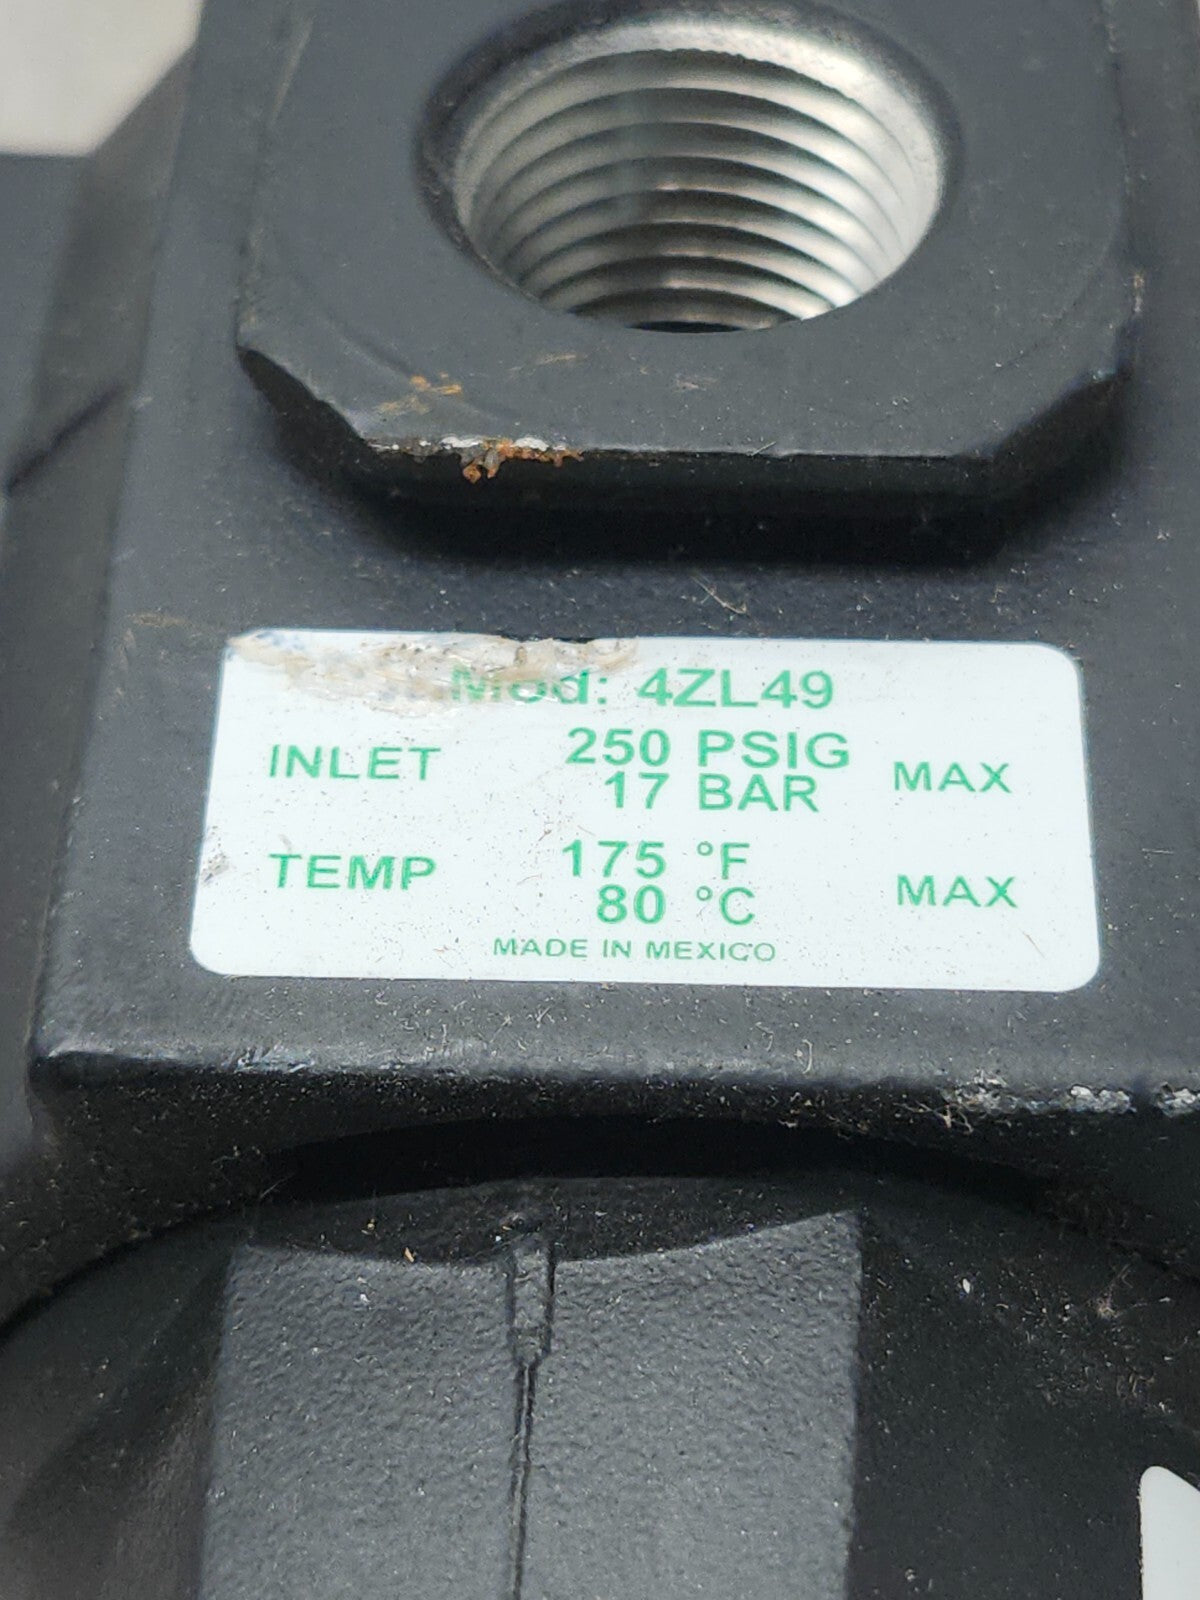 Mod: 4ZL49
INLET 250 PSIG 17 BAR MAX
TEMP 175 °F 80 °C MAX
MADE IN MEXICO